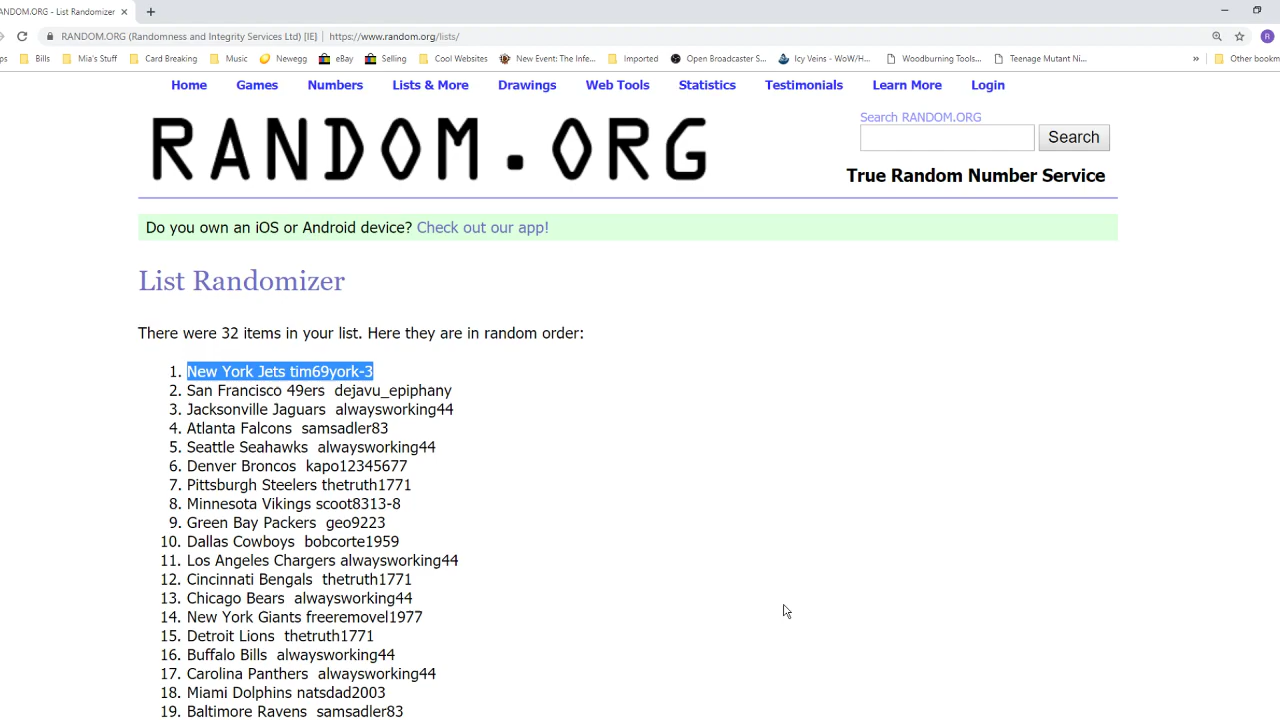 ANDOM.ORG - List Randomizer
RANDOM.ORG (Randomness and Integrity Services Ltd) [IE] | https://www.random.org/lists/
R
ps Bills Mia's Stuff Card Breaking Music Newegg eBay Selling Cool Websites New Event: The Infe... Imported Open Broadcaster S... Icy Veins - WoW/H... Woodburning Tools... Teenage Mutant Ni... » Other bookm
Home Games Numbers Lists & More Drawings Web Tools Statistics Testimonials Learn More Login
RANDOM.ORG
Search RANDOM.ORG
Search
True Random Number Service
Do you own an iOS or Android device? Check out our app!
List Randomizer
There were 32 items in your list. Here they are in random order:
1. New York Jets tim69york-3
2. San Francisco 49ers dejavu_epiphany
3. Jacksonville Jaguars alwaysworking44
4. Atlanta Falcons samsadler83
5. Seattle Seahawks alwaysworking44
6. Denver Broncos kapo12345677
7. Pittsburgh Steelers thetruth1771
8. Minnesota Vikings scoot8313-8
9. Green Bay Packers geo9223
10. Dallas Cowboys bobcorte1959
11. Los Angeles Chargers alwaysworking44
12. Cincinnati Bengals thetruth1771
13. Chicago Bears alwaysworking44
14. New York Giants freeremovel1977
15. Detroit Lions thetruth1771
16. Buffalo Bills alwaysworking44
17. Carolina Panthers alwaysworking44
18. Miami Dolphins natsdad2003
19. Baltimore Ravens samsadler83